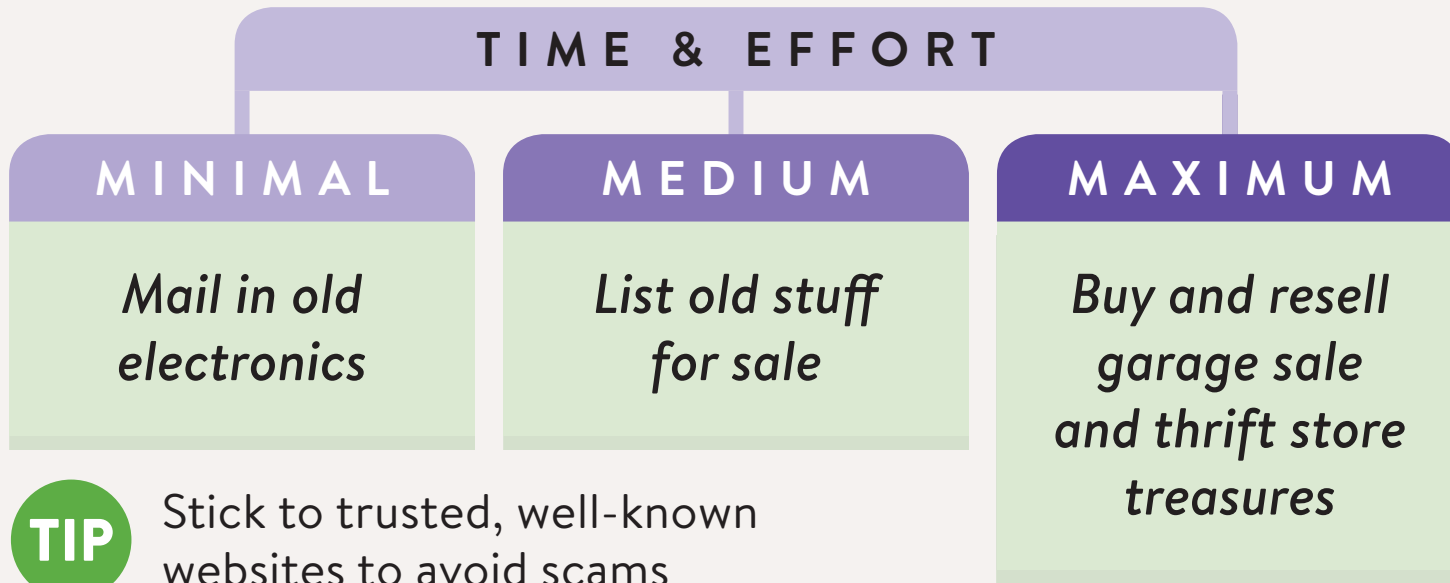 TIME & EFFORT
MINIMAL
Mail in old
electronics
MEDIUM
List old stuff
for sale
MAXIMUM
Buy and resell
garage sale
and thrift store
treasures
TIP
Stick to trusted, well-known
websites to avoid scams